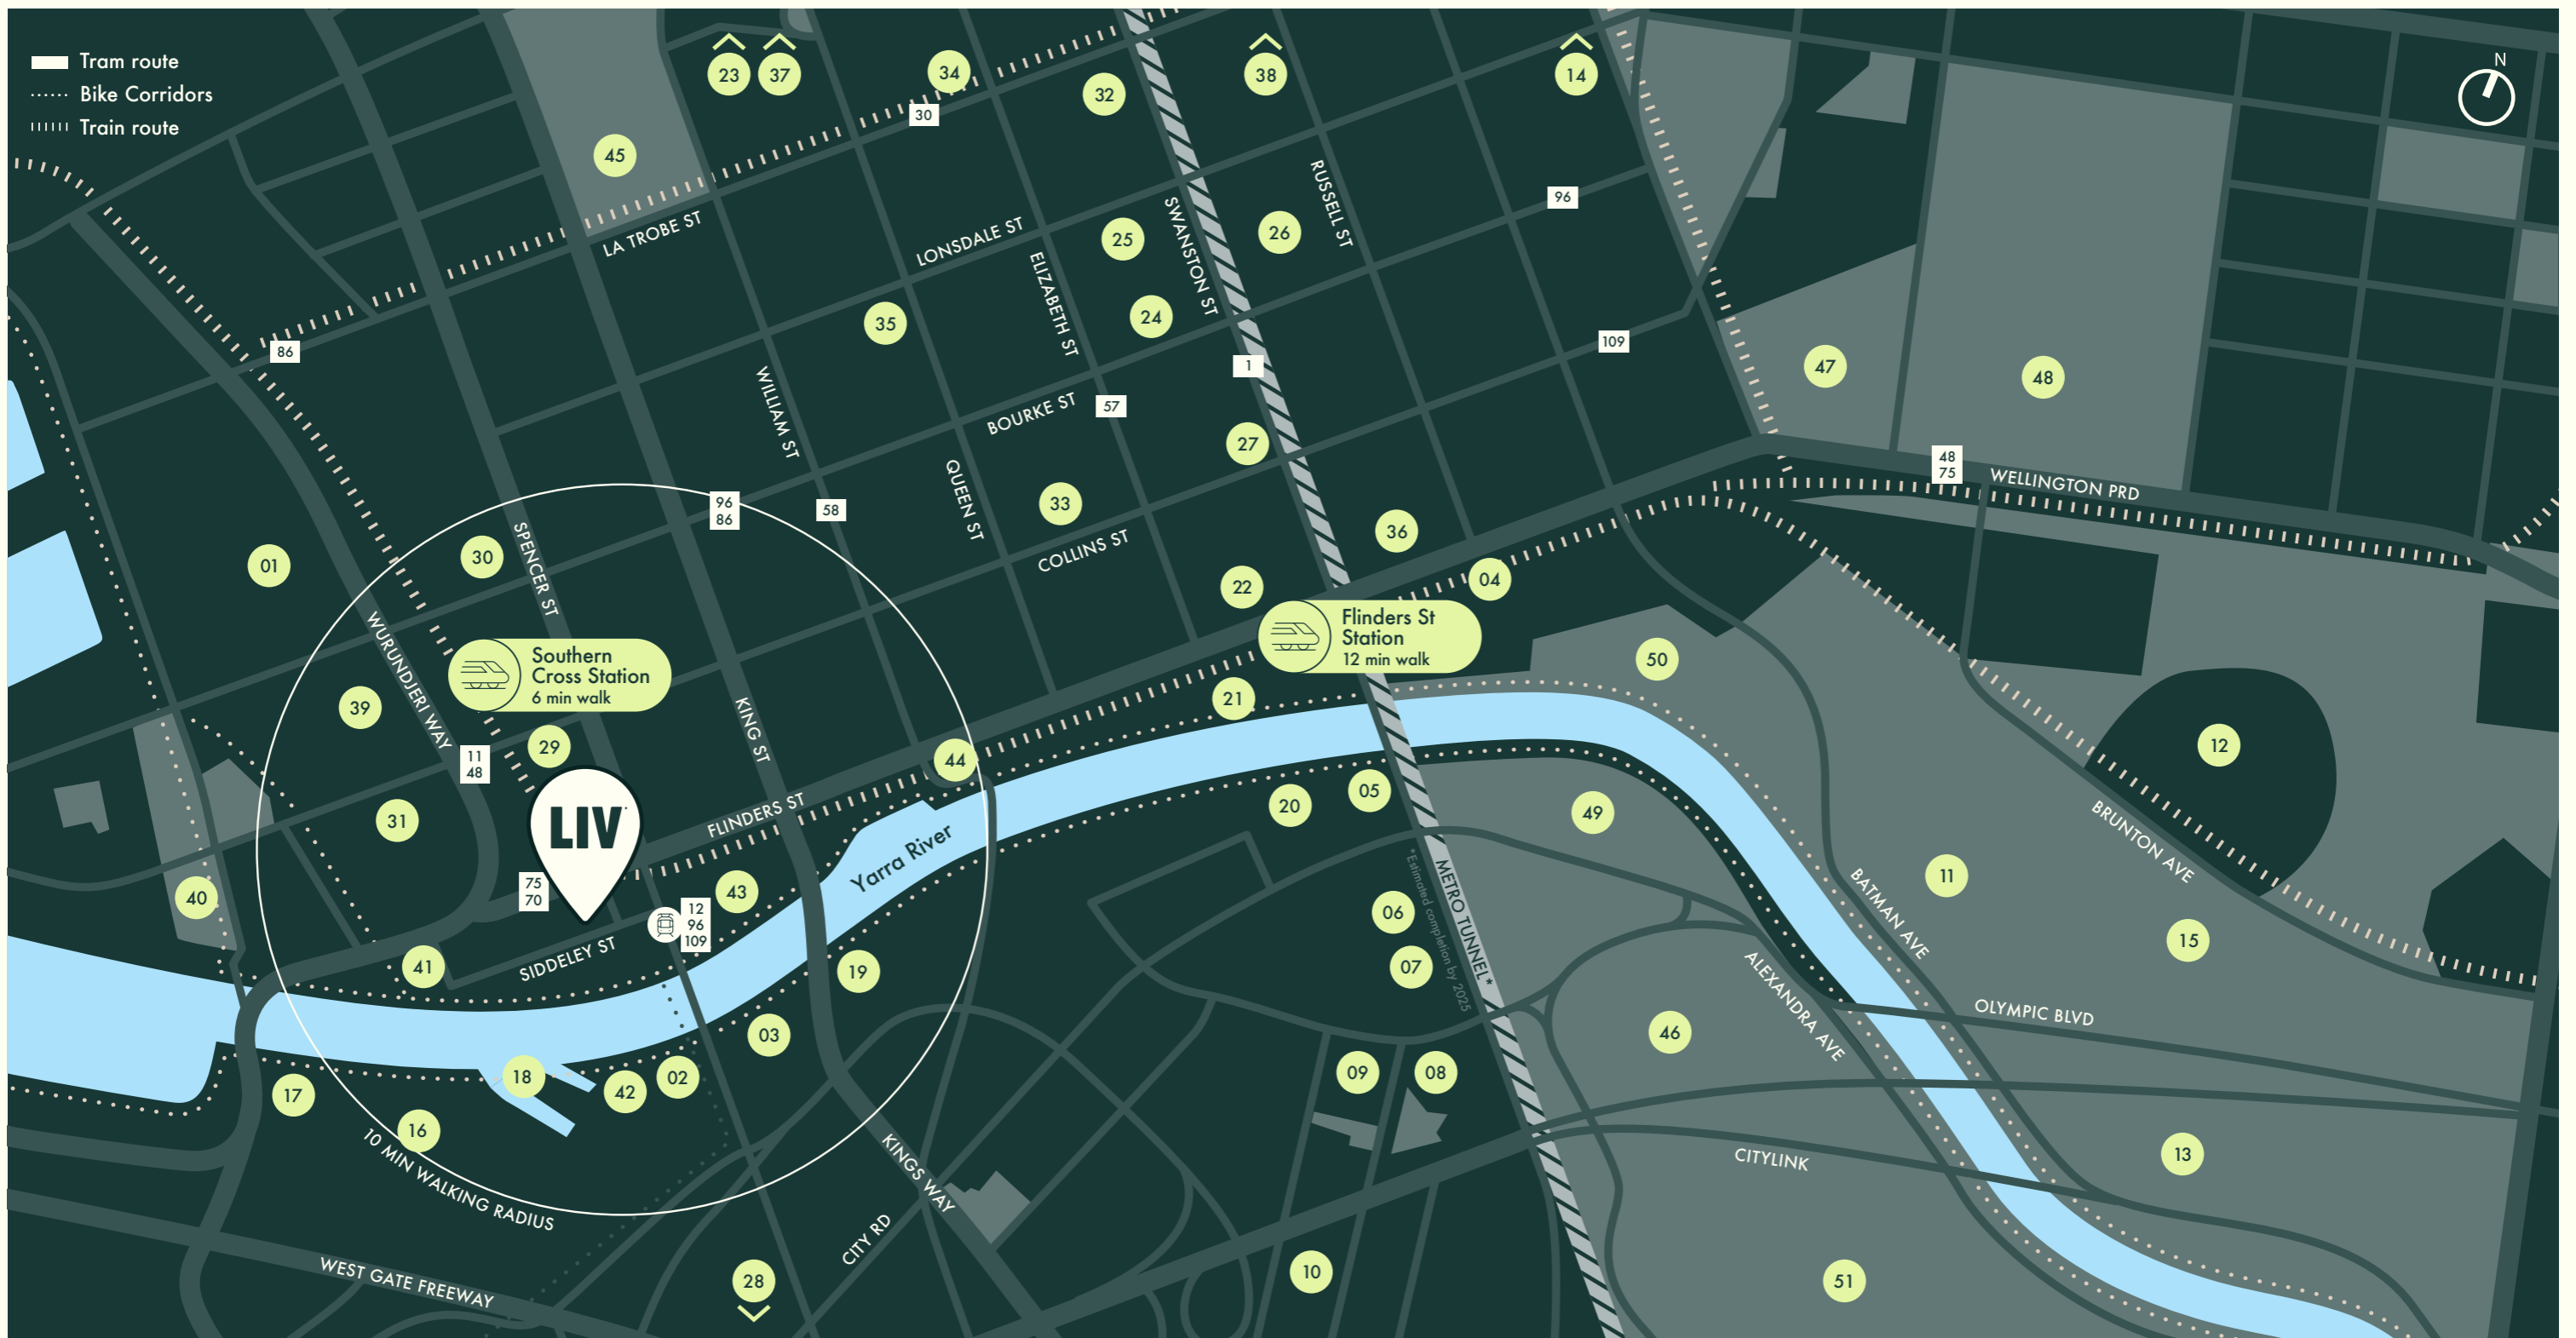 Tram route
Bike Corridors
Train route
N
23
37
34
32
38
14
30
45
96
LA TROBE ST
LONSDALE ST
25
SWANSTON ST
26
RUSSELL ST
ELIZABETH ST
35
24
86
109
1
47
48
WILLIAM ST
BOURKE ST
57
27
48
75
WELLINGTON PRD
QUEEN ST
96
86
58
33
COLLINS ST
36
01
30
SPENCER ST
22
04
Flinders St
Station
12 min walk
WURUNDJERI WAY
Southern
Cross Station
6 min walk
50
39
21
KING ST
29
11
48
44
12
31
LIV
FLINDERS ST
Yarra River
20
05
49
BRUNTON AVE
40
75
70
43
12
96
109
METRO TUNNEL*
*Estimated completion by 2025
06
07
BATMAN AVE
11
15
41
SIDDELEY ST
19
ALEXANDRA AVE
OLYMPIC BLVD
03
46
17
18
42
02
09
08
16
10 MIN WALKING RADIUS
KINGS WAY
CITYLINK
13
CITY RD
WEST GATE FREEWAY
28
10
51